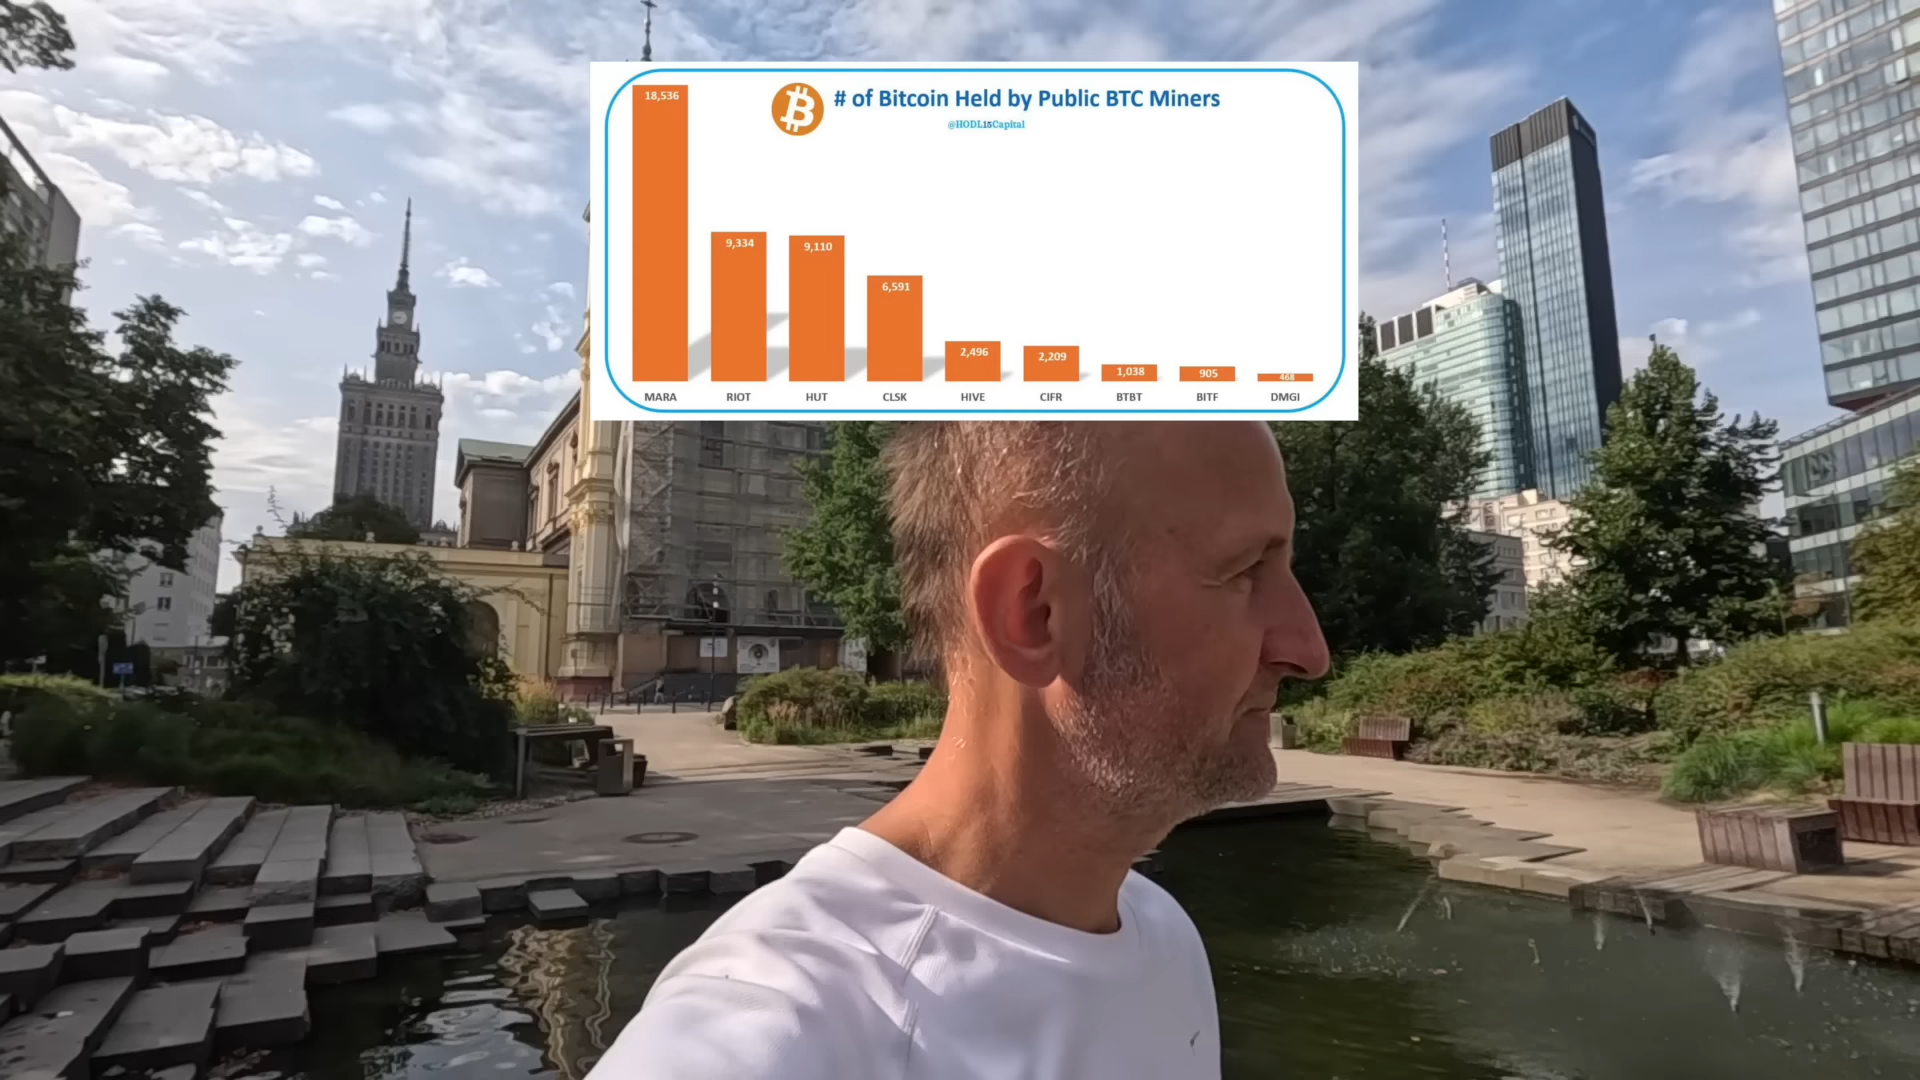 # of Bitcoin Held by Public BTC Miners
@HODL15Capital
18,536
9,334
9,110
6,591
2,496
2,209
1,038
905
468
MARA
RIOT
HUT
CLSK
HIVE
CIFR
BTBT
BITF
DMGI